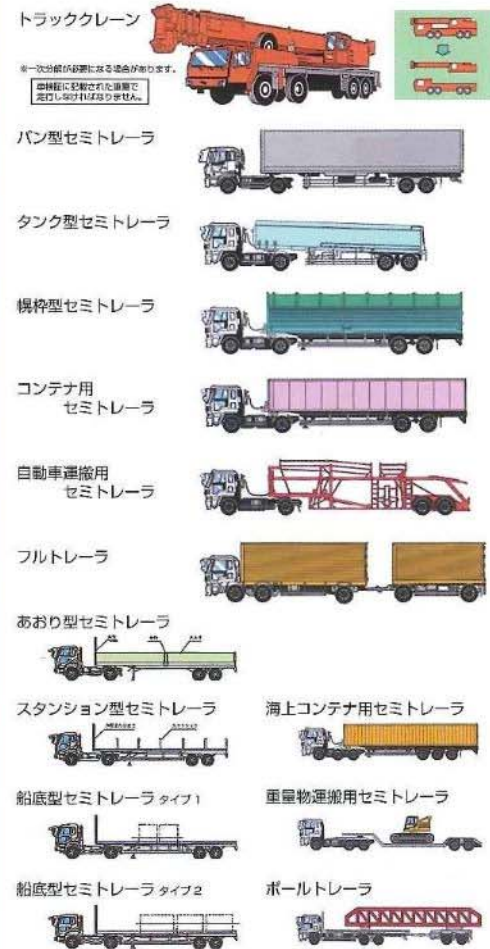 トラッククレーン
※一次分解が必要になる場合があります。
車検証に記載された重量で
走行しなければなりません。
バン型セミトレーラ
タンク型セミトレーラ
幌枠型セミトレーラ
コンテナ用
セミトレーラ
自動車運搬用
セミトレーラ
フルトレーラ
あおり型セミトレーラ
スタンション型セミトレーラ
海上コンテナ用セミトレーラ
船底型セミトレーラ タイプ1
重量物運搬用セミトレーラ
船底型セミトレーラ タイプ2
ポールトレーラ